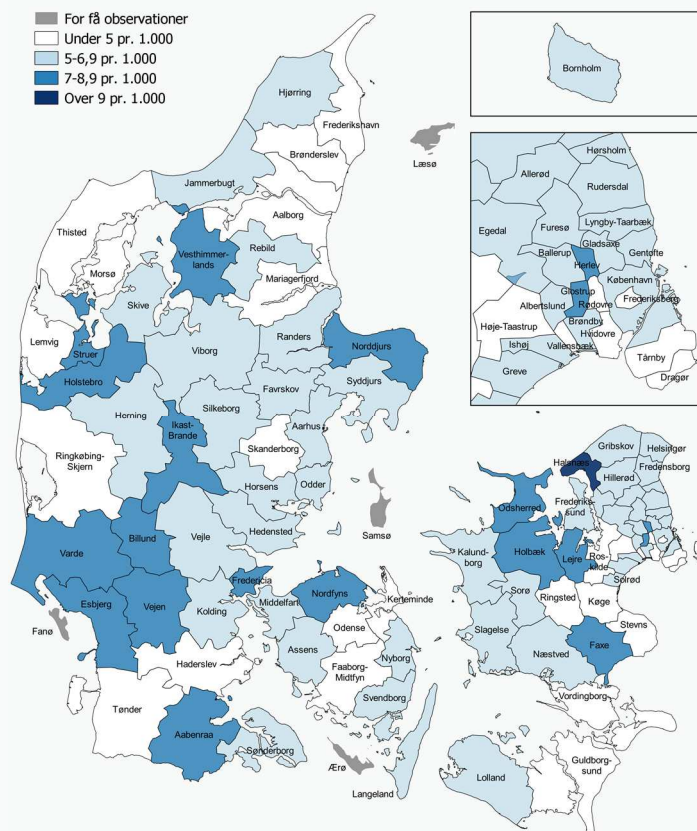 For få observationer
Under 5 pr. 1.000
5-6,9 pr. 1.000
7-8,9 pr. 1.000
Over 9 pr. 1.000
Hjørring
Frederikshavn
Brønderslev
Læsø
Jammerbugt
Thisted
Aalborg
Vesthimmer-
lands
Rebild
Morsø
Mariagerfjord
Skive
Lemvig
Struer
Viborg
Randers
Norddjurs
Holstebro
Favrskov
Syddjurs
Herning
Silkeborg
Ikast-
Brande
Aarhus
Skanderborg
Ringkøbing-
Skjern
Horsens
Odder
Samsø
Varde
Billund
Vejle
Hedensted
Fredericia
Esbjerg
Vejen
Kolding
Middelfart
Nordfyns
Kerteminde
Fanø
Odense
Haderslev
Assens
Faaborg-
Midtfyn
Nyborg
Tønder
Svendborg
Aabenraa
Sønderborg
Ærø
Langeland
Bornholm
Hørsholm
Allerød
Rudersdal
Egedal
Furesø
Lyngby-Taarbæk
Ballerup
Gladsaxe
Gentofte
Herlev
København
Glostrup
Albertslund
Rødovre
Frederiksberg
Høje-Taastrup
Brøndby
Hvidovre
Ishøj
Vallensbæk
Greve
Tårnby
Dragør
Gribskov
Helsingør
Halsnæs
Hillerød
Fredensborg
Odsherred
Frederiks-
sund
Kalund-
borg
Holbæk
Lejre
Ros-
kilde
Solrød
Sorø
Ringsted
Køge
Slagelse
Stevns
Næstved
Faxe
Vordingborg
Lolland
Guldborg-
sund